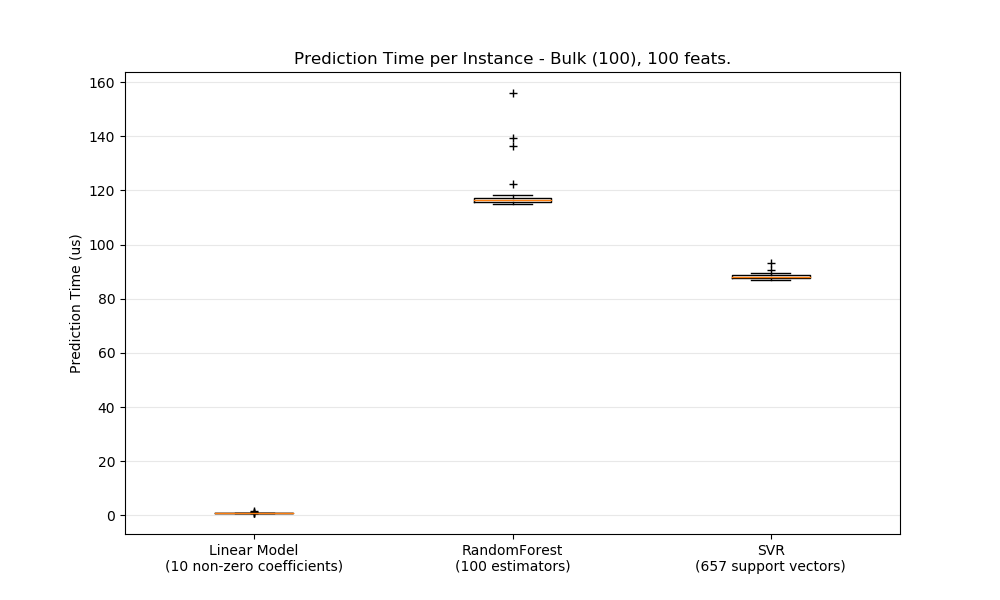 Prediction Time per Instance - Bulk (100), 100 feats.
160
140
120
100
80
60
40
20
0
Prediction Time (us)
Linear Model
(10 non-zero coefficients)
RandomForest
(100 estimators)
SVR
(657 support vectors)